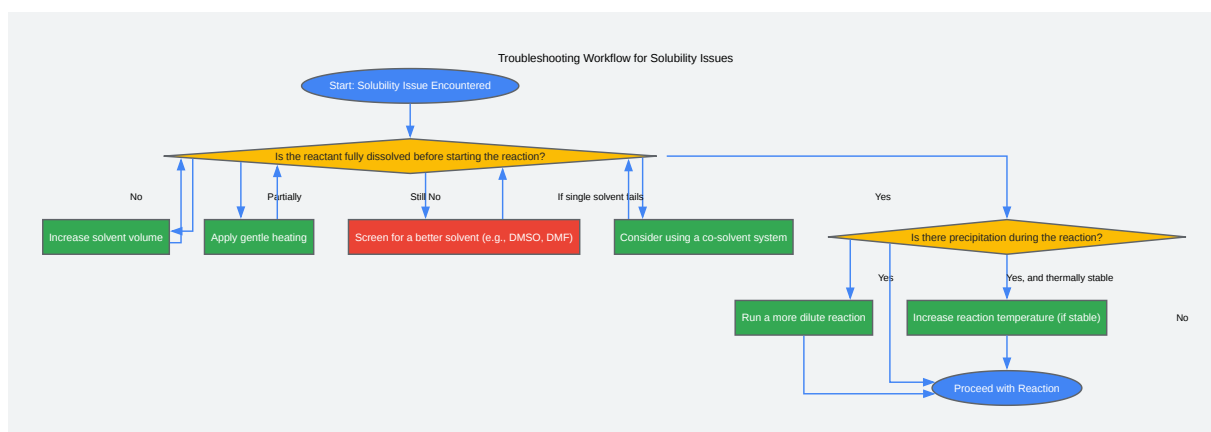 Troubleshooting Workflow for Solubility Issues
Start: Solubility Issue Encountered
Is the reactant fully dissolved before starting the reaction?
No
Partially
Still No
If single solvent fails
Yes
Increase solvent volume
Apply gentle heating
Screen for a better solvent (e.g., DMSO, DMF)
Consider using a co-solvent system
Is there precipitation during the reaction?
Yes
Yes, and thermally stable
Run a more dilute reaction
Increase reaction temperature (if stable)
No
Proceed with Reaction